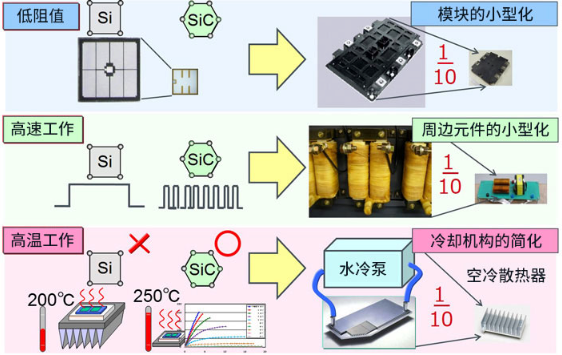 低阻值
Si
SiC
模块的小型化
1
10
高速工作
Si
SiC
周边元件的小型化
1
10
高温工作
Si
SiC
200℃
250℃
水冷泵
冷却机构的简化
空冷散热器
1
10